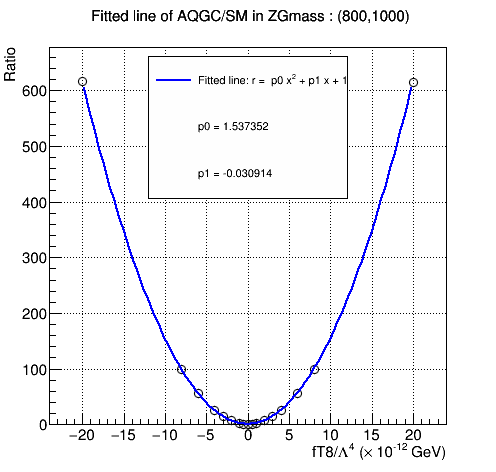 Fitted line of AQGC/SM in ZGmass : (800,1000)
Ratio
Fitted line: r = p0 x² + p1 x + 1
p0 = 1.537352
p1 = -0.030914
600
500
400
300
200
100
0
−20 −15 −10 −5 0 5 10 15 20
fT8/Λ⁴ (× 10⁻¹² GeV)